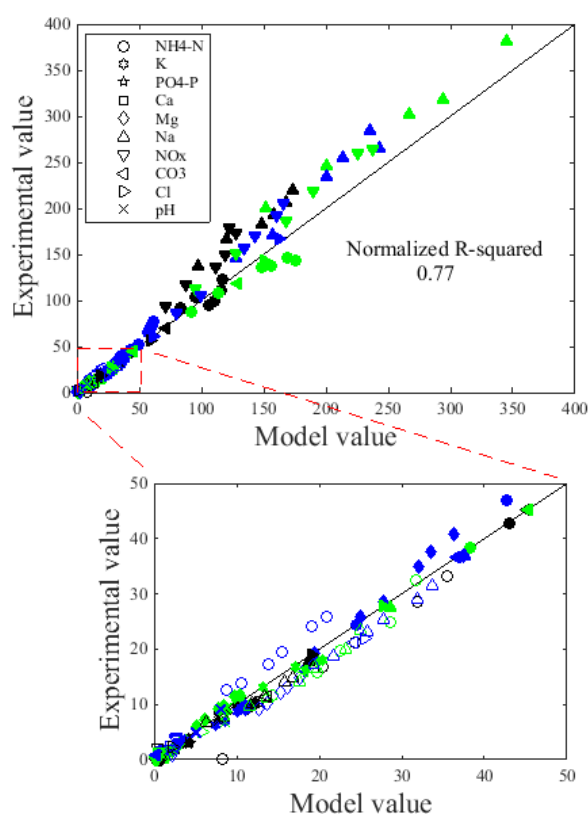 400
350
300
250
200
150
100
50
0
Experimental value
NH4-N
K
PO4-P
Ca
Mg
Na
NOx
CO3
Cl
pH
Normalized R-squared
0.77
0 50 100 150 200 250 300 350 400
Model value
50
40
30
20
10
0
Experimental value
0 10 20 30 40 50
Model value